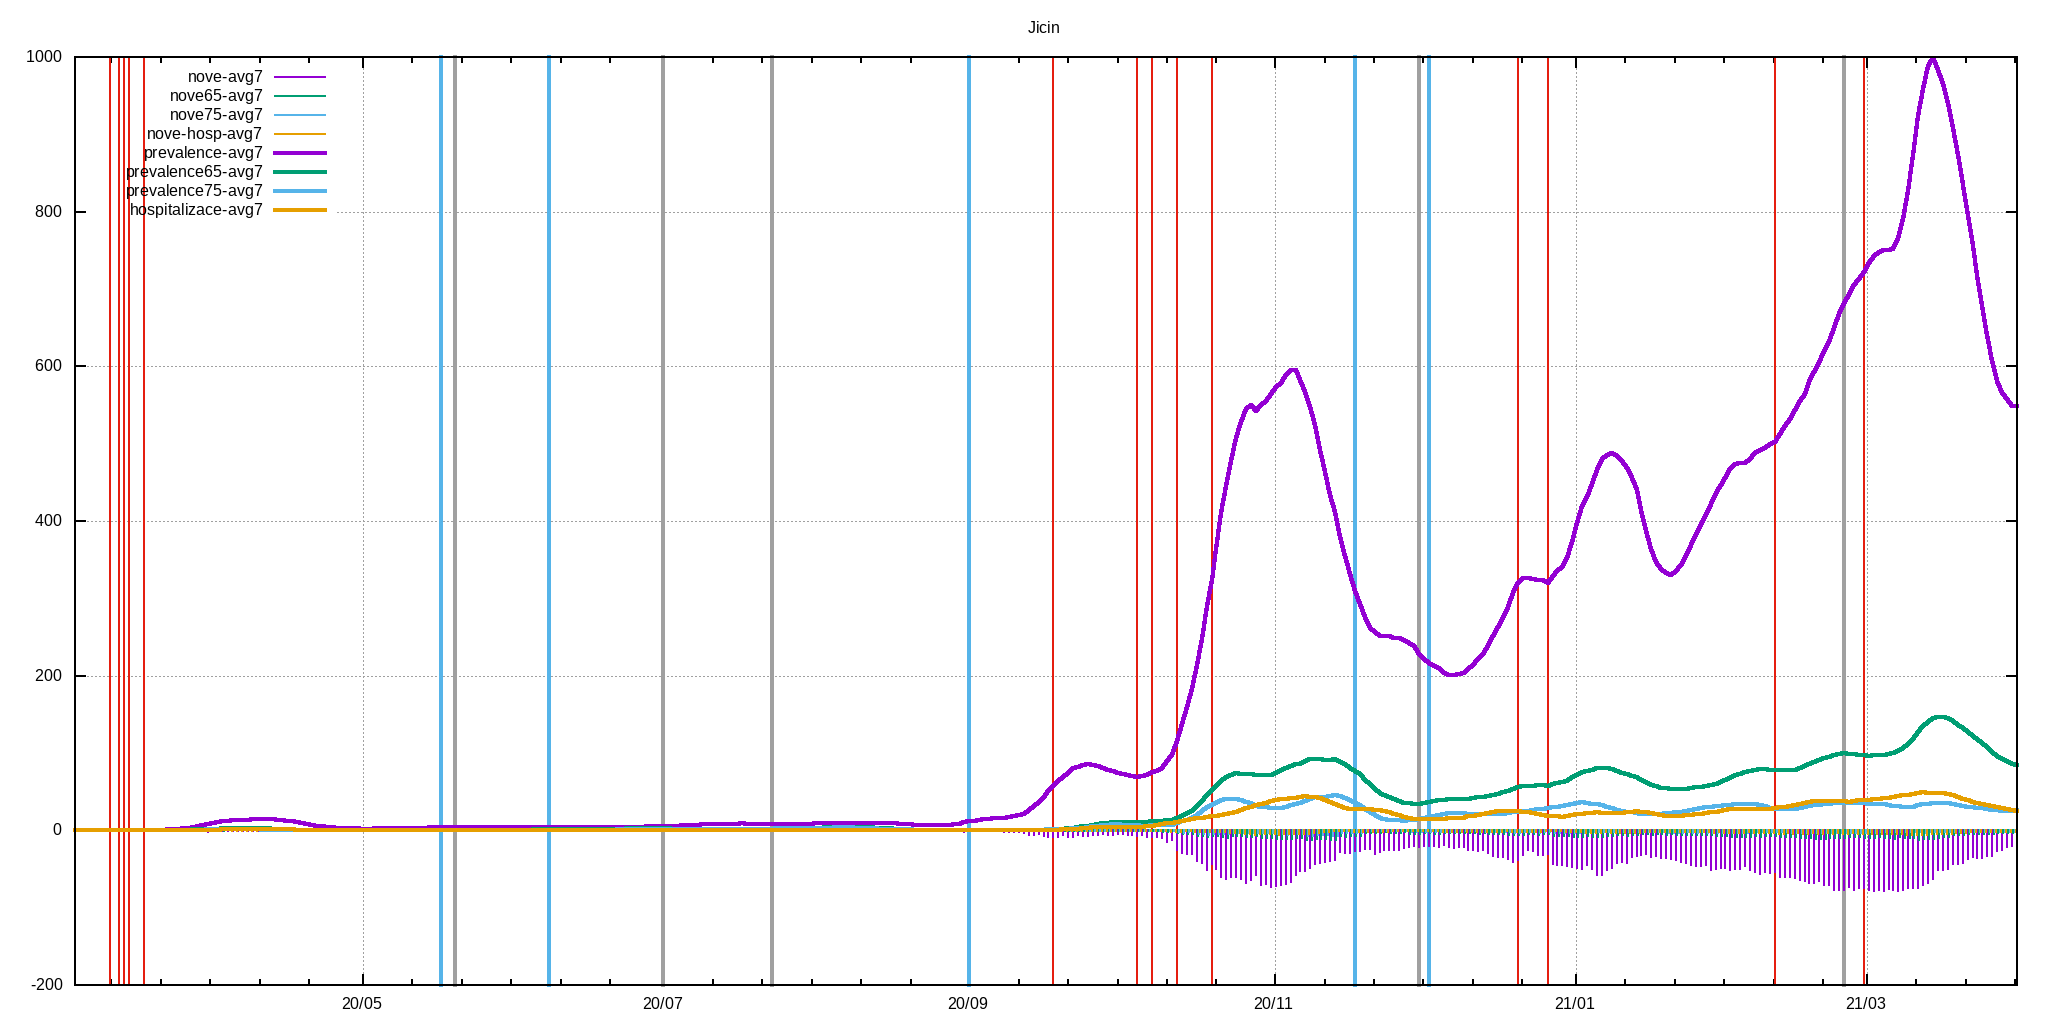 Jicin
1000
800
600
400
200
0
-200
nove-avg7
nove65-avg7
nove75-avg7
nove-hosp-avg7
prevalence-avg7
prevalence65-avg7
prevalence75-avg7
hospitalizace-avg7
20/05
20/07
20/09
20/11
21/01
21/03